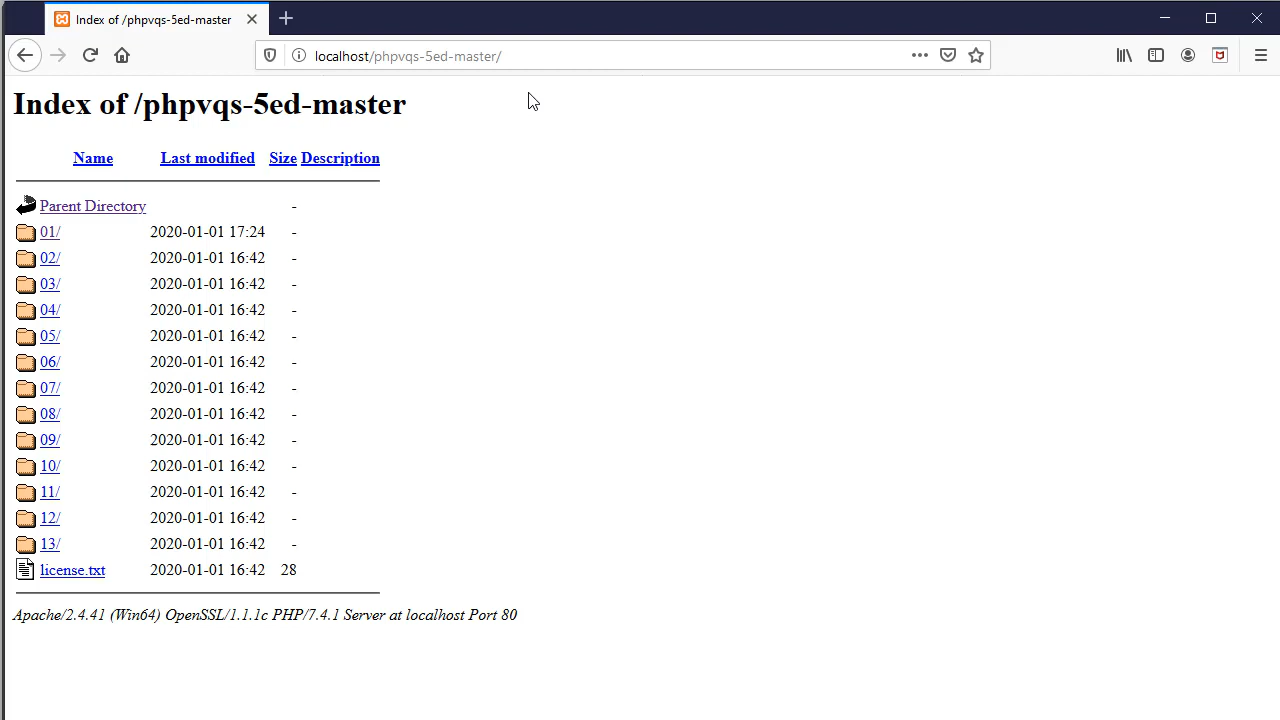 Index of /phpvqs-5ed-master
localhost/phpvqs-5ed-master/
Index of /phpvqs-5ed-master
Name Last modified Size Description
Parent Directory -
01/ 2020-01-01 17:24 -
02/ 2020-01-01 16:42 -
03/ 2020-01-01 16:42 -
04/ 2020-01-01 16:42 -
05/ 2020-01-01 16:42 -
06/ 2020-01-01 16:42 -
07/ 2020-01-01 16:42 -
08/ 2020-01-01 16:42 -
09/ 2020-01-01 16:42 -
10/ 2020-01-01 16:42 -
11/ 2020-01-01 16:42 -
12/ 2020-01-01 16:42 -
13/ 2020-01-01 16:42 -
license.txt 2020-01-01 16:42 28
Apache/2.4.41 (Win64) OpenSSL/1.1.1c PHP/7.4.1 Server at localhost Port 80